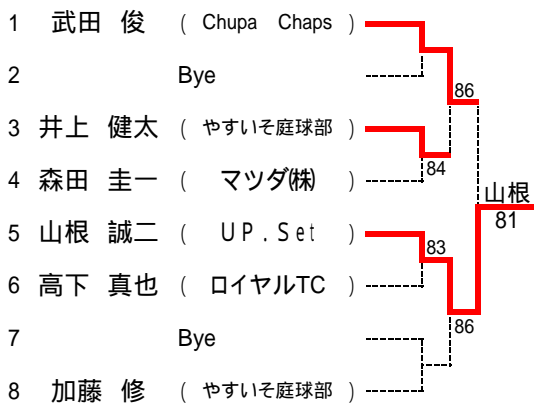 1 武田 俊 ( Chupa Chaps )
2 Bye
86
3 井上 健太 ( やすいそ庭球部 )
84
4 森田 圭一 ( マツダ㈱ )
山根
81
5 山根 誠二 ( UP.Set )
83
6 高下 真也 ( ロイヤルTC )
86
7 Bye
8 加藤 修 ( やすいそ庭球部 )